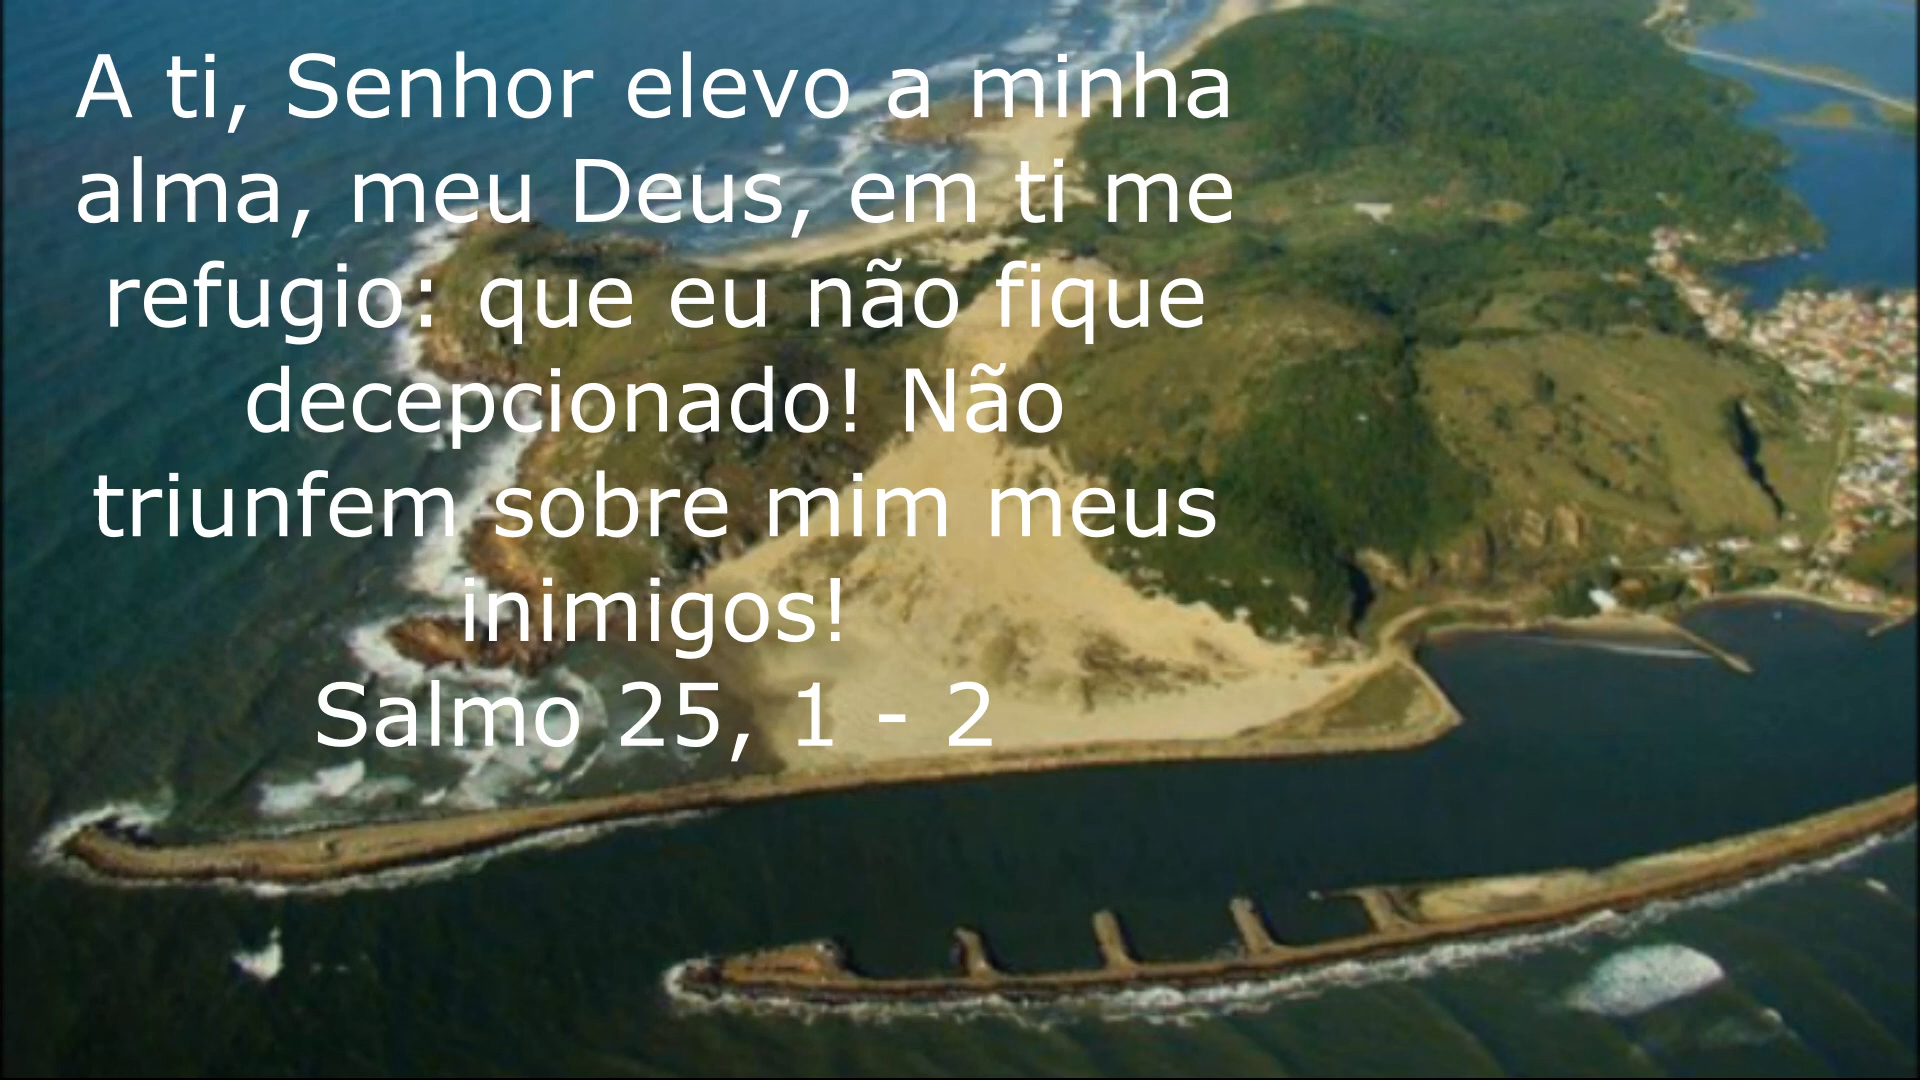 A ti, Senhor elevo a minha
alma, meu Deus, em ti me
refugio: que eu não fique
decepcionado! Não
triunfem sobre mim meus
inimigos!
Salmo 25, 1 - 2